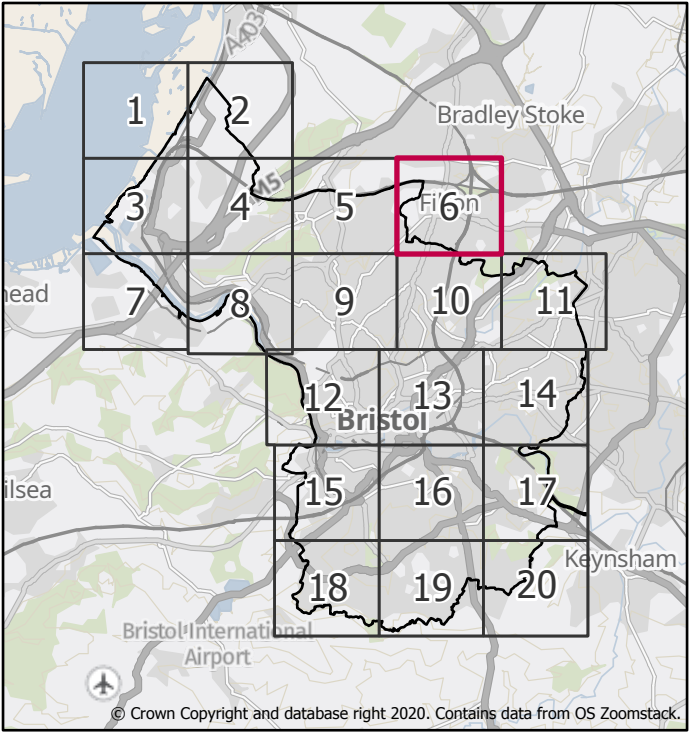 A403
1
2
Bradley Stoke
M5
3
4
5
Filton
6
head
7
8
9
10
11
12
13
14
Bristol
ilsea
15
16
17
Keynsham
18
19
20
Bristol International
Airport
© Crown Copyright and database right 2020. Contains data from OS Zoomstack.